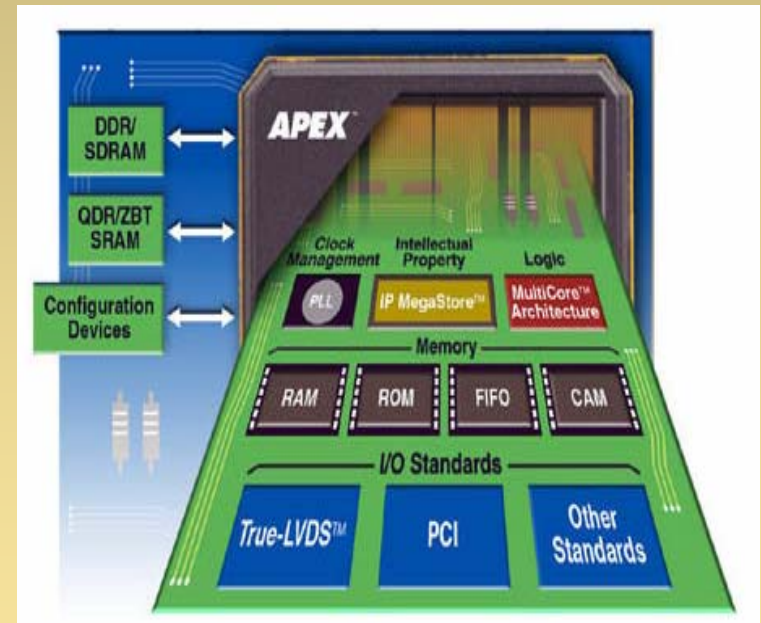 APEX™
DDR/
SDRAM
QDR/ZBT
SRAM
Configuration
Devices
Clock
Management
Intellectual
Property
Logic
PLL
IP MegaStore™
MultiCore™
Architecture
Memory
RAM
ROM
FIFO
CAM
I/O Standards
True-LVDS™
PCI
Other
Standards